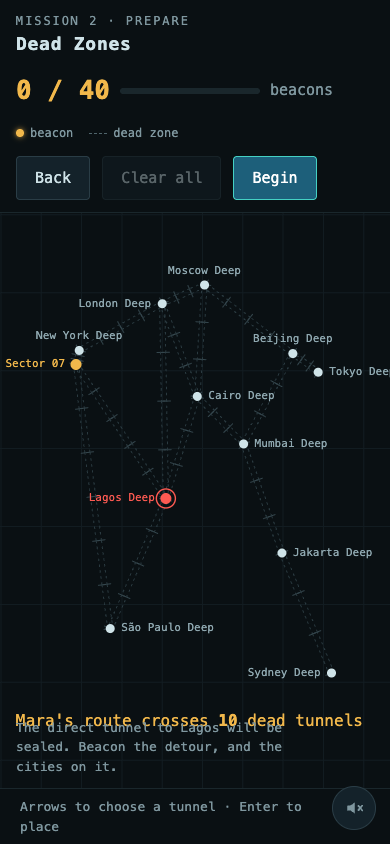 MISSION 2 · PREPARE
Dead Zones
0 / 40 beacons
beacon ---- dead zone
Back Clear all Begin
Moscow Deep
London Deep
New York Deep
Beijing Deep
Sector 07
Tokyo Deep
Cairo Deep
Mumbai Deep
Lagos Deep
Jakarta Deep
São Paulo Deep
Sydney Deep
Mara's route crosses 10 dead tunnels
The direct tunnel to Lagos will be
sealed. Beacon the detour, and the
cities on it.
Arrows to choose a tunnel · Enter to
place